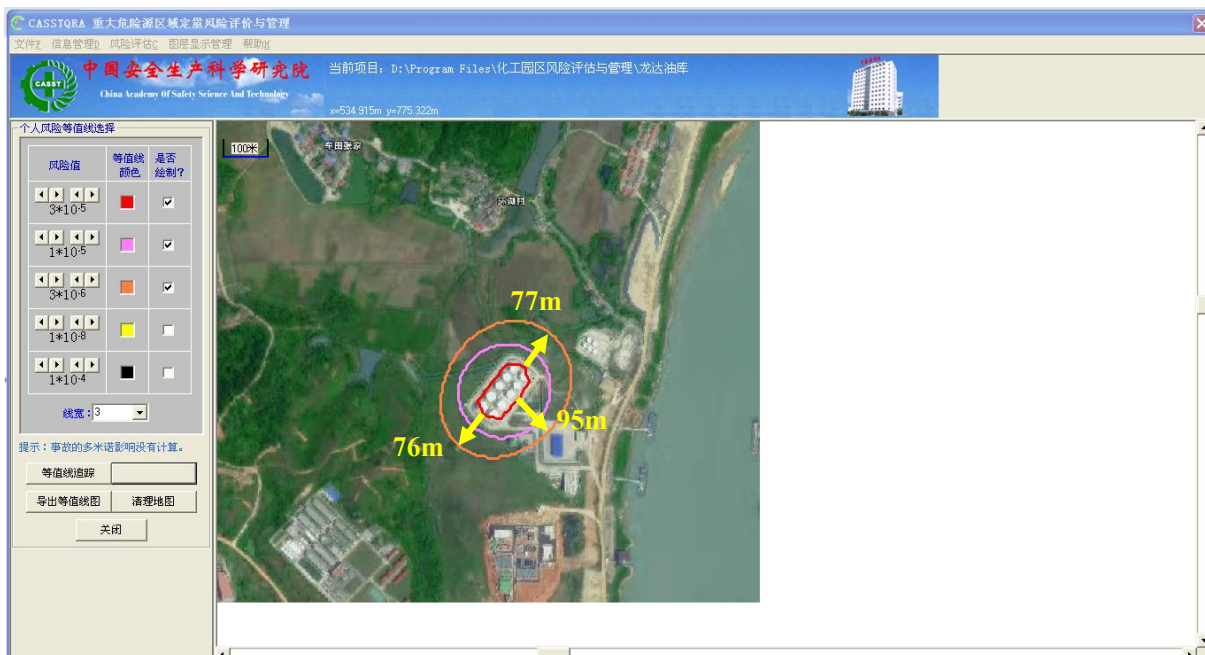 CASSTQRA 重大危险源区域定量风险评价与管理
文件F 信息管理D 风险评估C 图层显示管理 帮助H
CASST
中国安全生产科学研究院
China Academy Of Safety Science And Technology
当前项目: D:\Program Files\化工园区风险评估与管理\龙达油库
x=534.915m y=775.322m
个人风险等值线选择
风险值 等值线颜色 是否绘制?
3*10-5
1*10-5
3*10-6
1*10-8
1*10-4
线宽:3
提示:事故的多米诺影响没有计算。
等值线追踪
导出等值线图 清理地图
关闭
100米
车田张家
77m
95m
76m